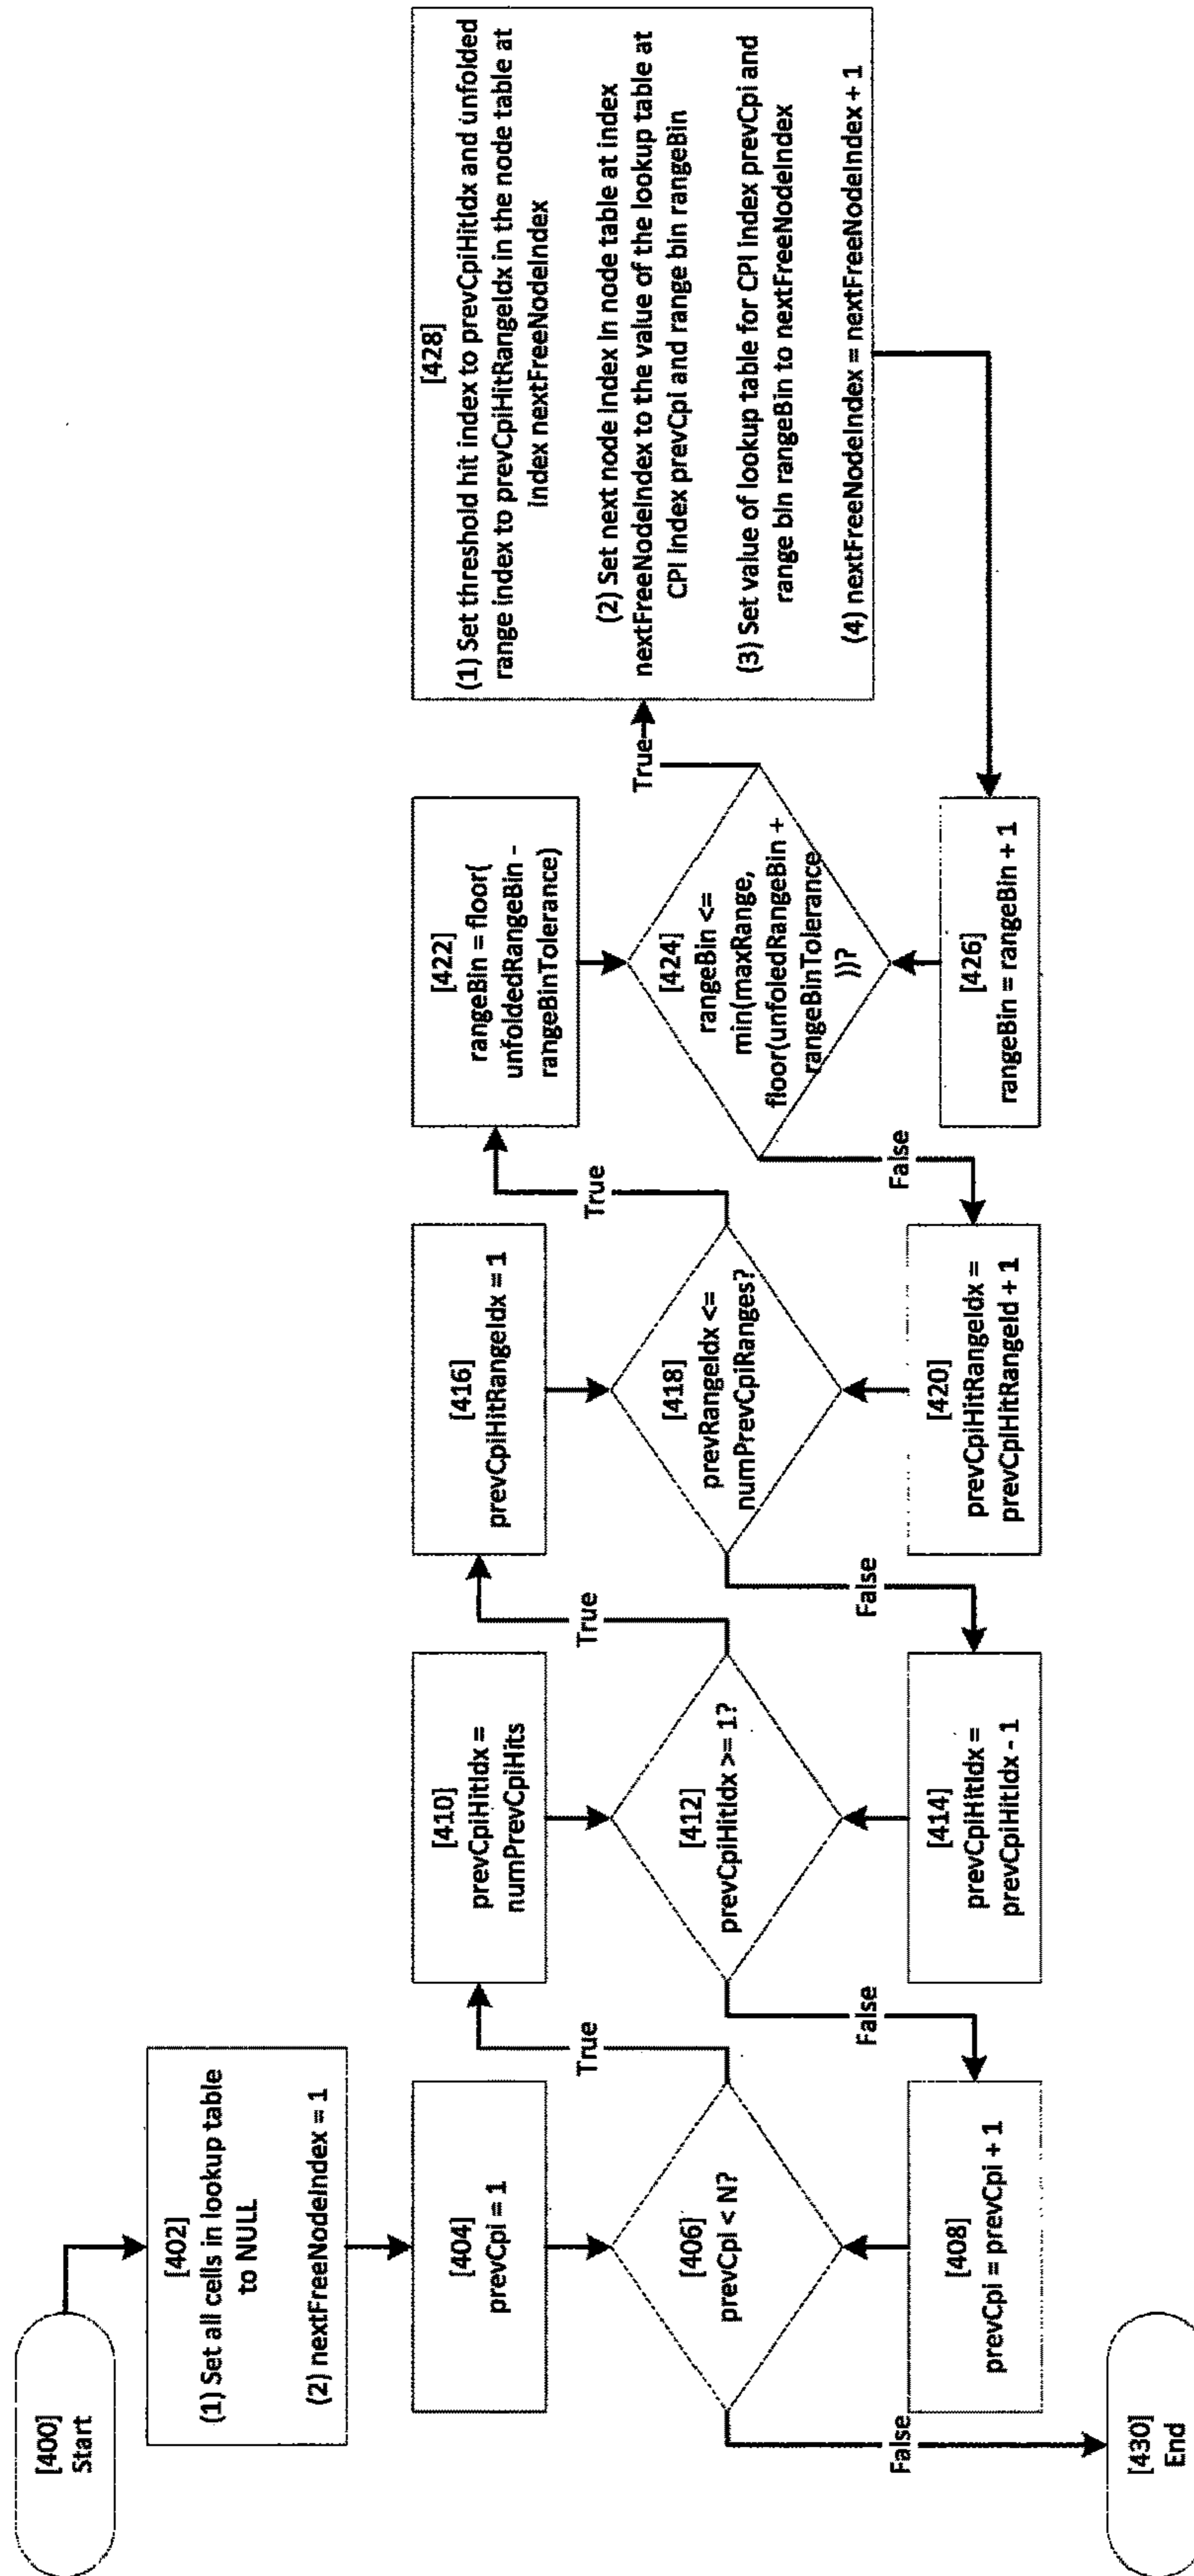 [400]
Start
[402]
(1) Set all cells in lookup table
to NULL
(2) nextFreeNodeIndex = 1
[404]
prevCpi = 1
[406]
prevCpi < N?
True
False
[408]
prevCpi = prevCpi + 1
[430]
End
[410]
prevCpiHitIdx =
numPrevCpiHits
[412]
prevCpiHitIdx >= 1?
True
False
[414]
prevCpiHitIdx =
prevCpiHitIdx - 1
[416]
prevCpiHitRangeIdx = 1
[418]
prevRangeIdx <=
numPrevCpiRanges?
True
False
[420]
prevCpiHitRangeIdx =
prevCpiHitRangeId + 1
[422]
rangeBin = floor(
unfoldedRangeBin -
rangeBinTolerance)
[424]
rangeBin <=
min(maxRange,
floor(unfoledRangeBin +
rangeBinTolerance
))?
True
False
[426]
rangeBin = rangeBin + 1
[428]
(1) Set threshold hit index to prevCpiHitIdx and unfolded
range index to prevCpiHitRangeIdx in the node table at
index nextFreeNodeIndex
(2) Set next node index in node table at index
nextFreeNodeIndex to the value of the lookup table at
CPI index prevCpi and range bin rangeBin
(3) Set value of lookup table for CPI index prevCpi and
range bin rangeBin to nextFreeNodeIndex
(4) nextFreeNodeIndex = nextFreeNodeIndex + 1